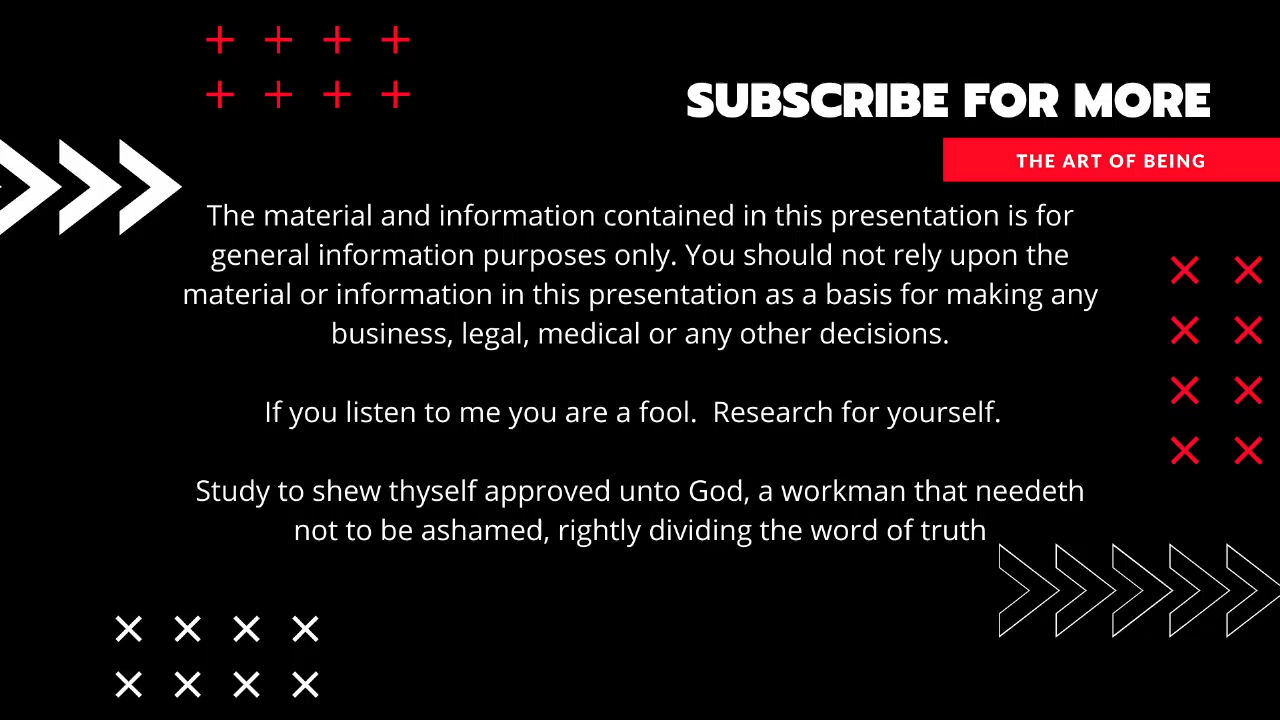 SUBSCRIBE FOR MORE
THE ART OF BEING
The material and information contained in this presentation is for
general information purposes only. You should not rely upon the
material or information in this presentation as a basis for making any
business, legal, medical or any other decisions.
If you listen to me you are a fool.  Research for yourself.
Study to shew thyself approved unto God, a workman that needeth
not to be ashamed, rightly dividing the word of truth